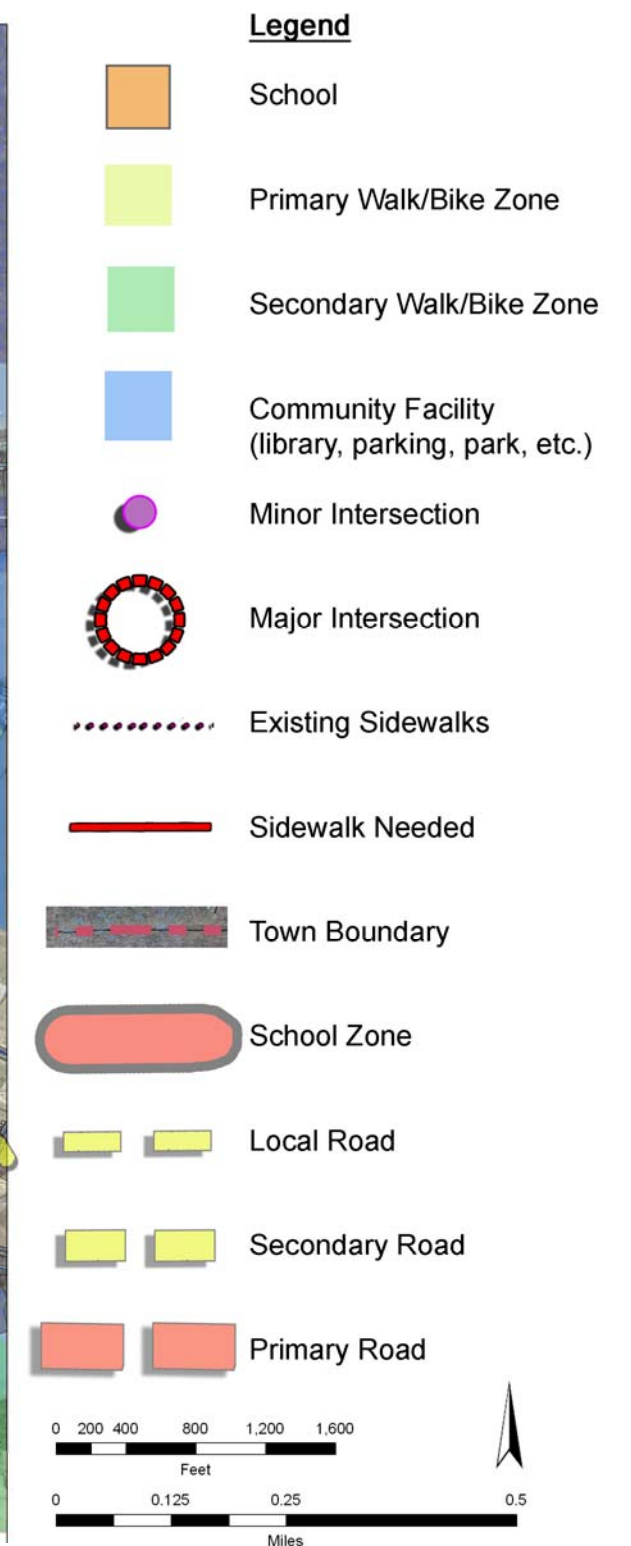 Legend
School
Primary Walk/Bike Zone
Secondary Walk/Bike Zone
Community Facility
(library, parking, park, etc.)
Minor Intersection
Major Intersection
Existing Sidewalks
Sidewalk Needed
Town Boundary
School Zone
Local Road
Secondary Road
Primary Road
0 200 400 800 1,200 1,600
Feet
0 0.125 0.25 0.5
Miles